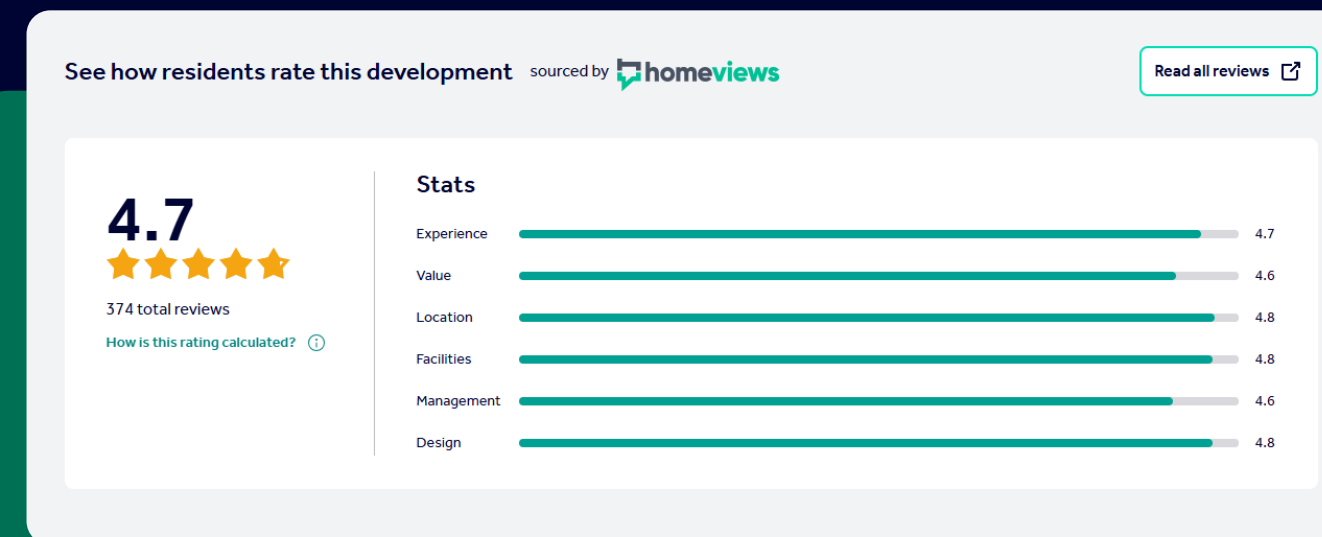 See how residents rate this development sourced by homeviews
Read all reviews
4.7
374 total reviews
How is this rating calculated?
Stats
Experience 4.7
Value 4.6
Location 4.8
Facilities 4.8
Management 4.6
Design 4.8